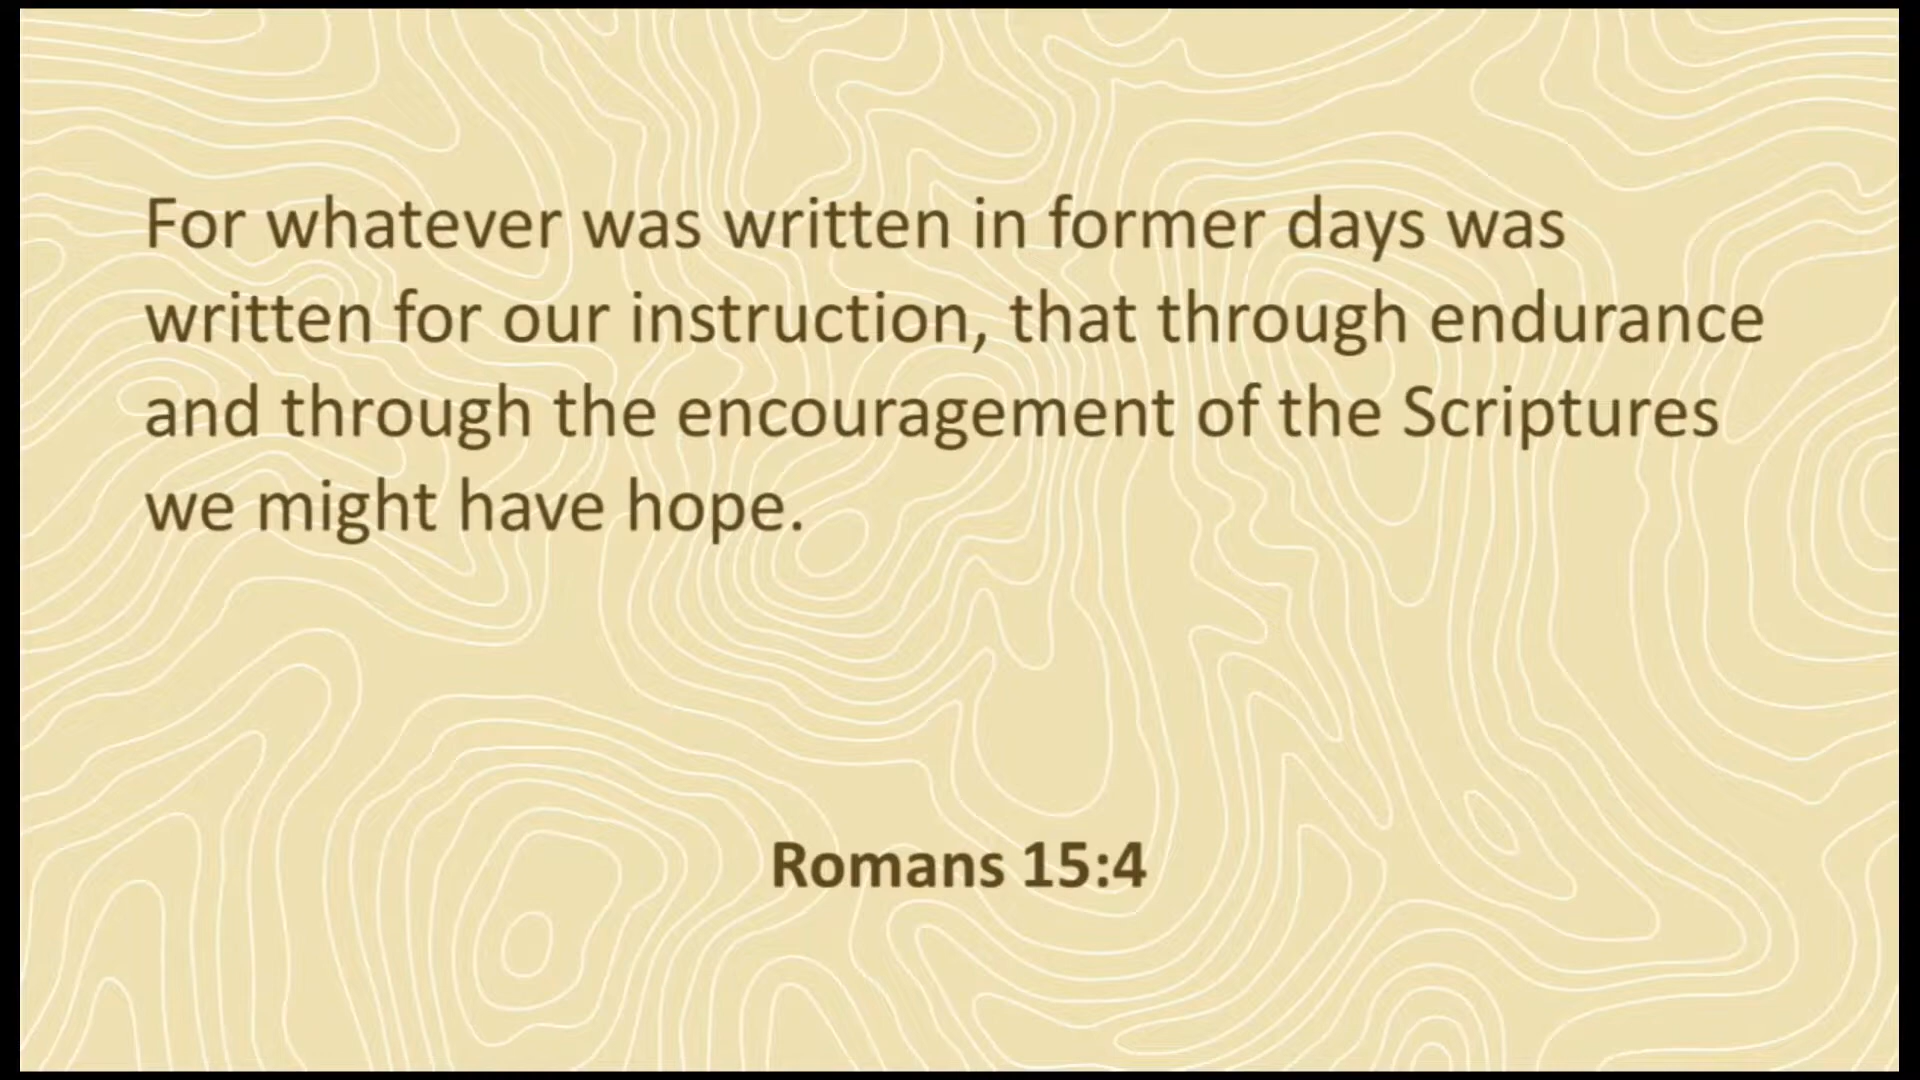 For whatever was written in former days was
written for our instruction, that through endurance
and through the encouragement of the Scriptures
we might have hope.
Romans 15:4